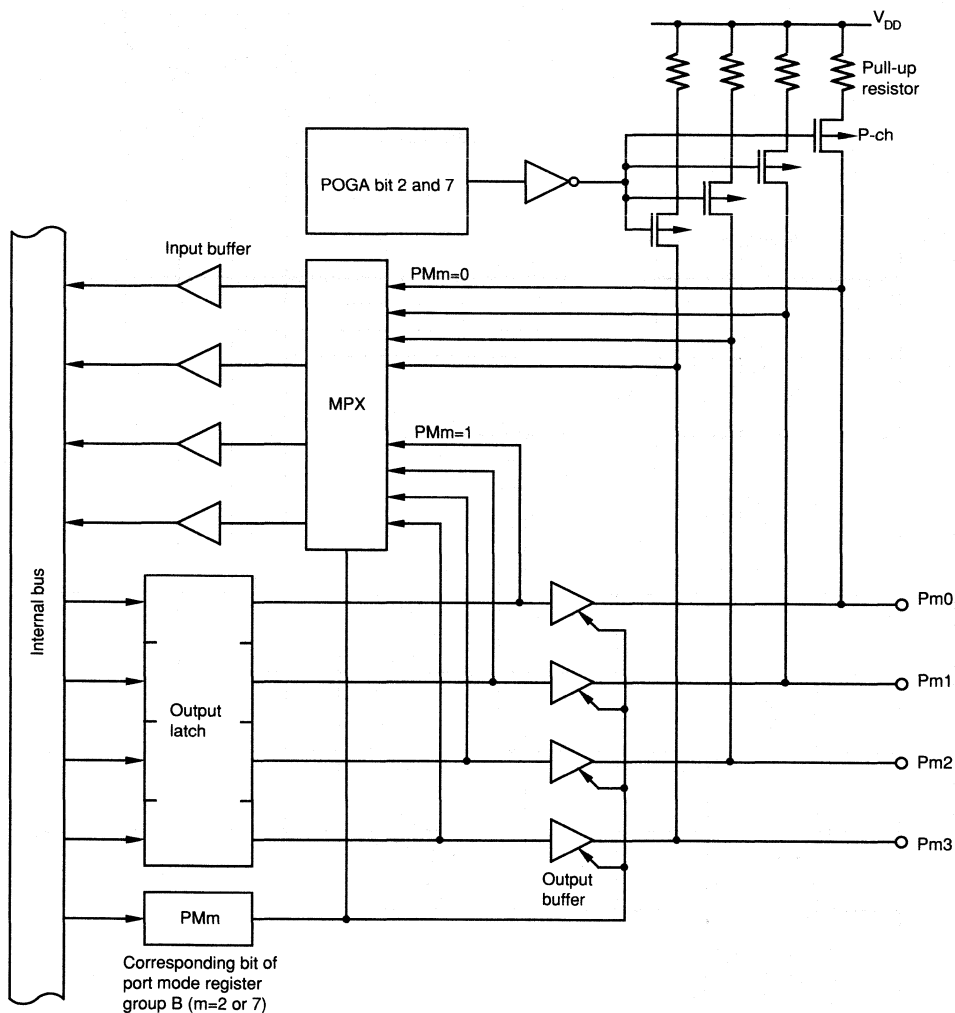 VDD
Pull-up
resistor
P-ch
POGA bit 2 and 7
Input buffer
PMm=0
MPX
PMm=1
Internal bus
Output
latch
Pm0
Pm1
Pm2
Pm3
Output
buffer
PMm
Corresponding bit of
port mode register
group B (m=2 or 7)